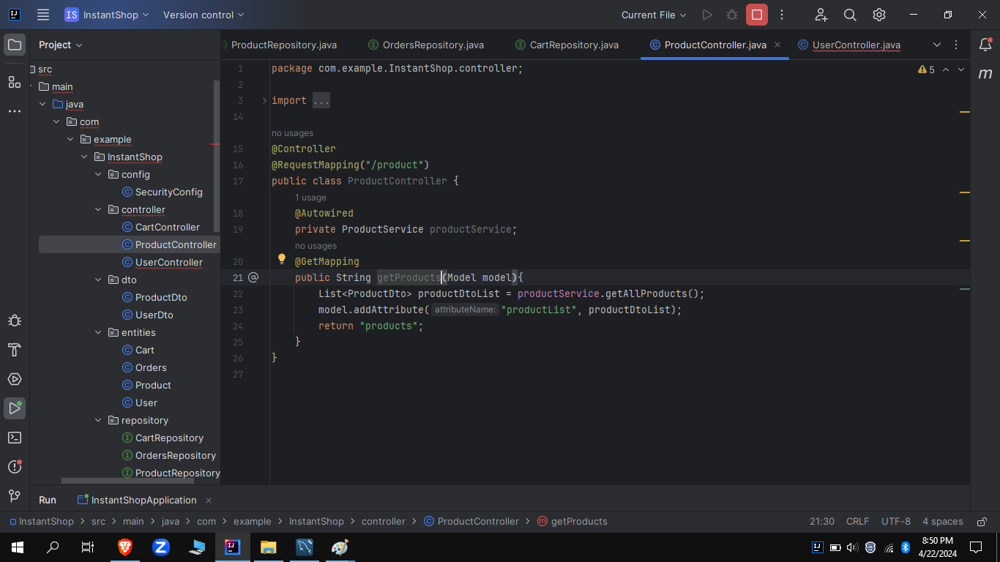 IS InstantShop Version control Current File
Project
ProductRepository.java OrdersRepository.java CartRepository.java ProductController.java UserController.java
src
main
java
com
example
InstantShop
config
SecurityConfig
controller
CartController
ProductController
UserController
dto
ProductDto
UserDto
entities
Cart
Orders
Product
User
repository
CartRepository
OrdersRepository
ProductRepository
5
1 package com.example.InstantShop.controller;
2
3 import ...
14
no usages
15 @Controller
16 @RequestMapping("/product")
17 public class ProductController {
1 usage
18 @Autowired
19 private ProductService productService;
no usages
20 @GetMapping
21 public String getProducts(Model model){
22 List<ProductDto> productDtoList = productService.getAllProducts();
23 model.addAttribute( attributeName: "productList", productDtoList);
24 return "products";
25 }
26 }
27
m
Run InstantShopApplication
InstantShop > src > main > java > com > example > InstantShop > controller > ProductController > getProducts 21:30 CRLF UTF-8 4 spaces
8:50 PM
4/22/2024